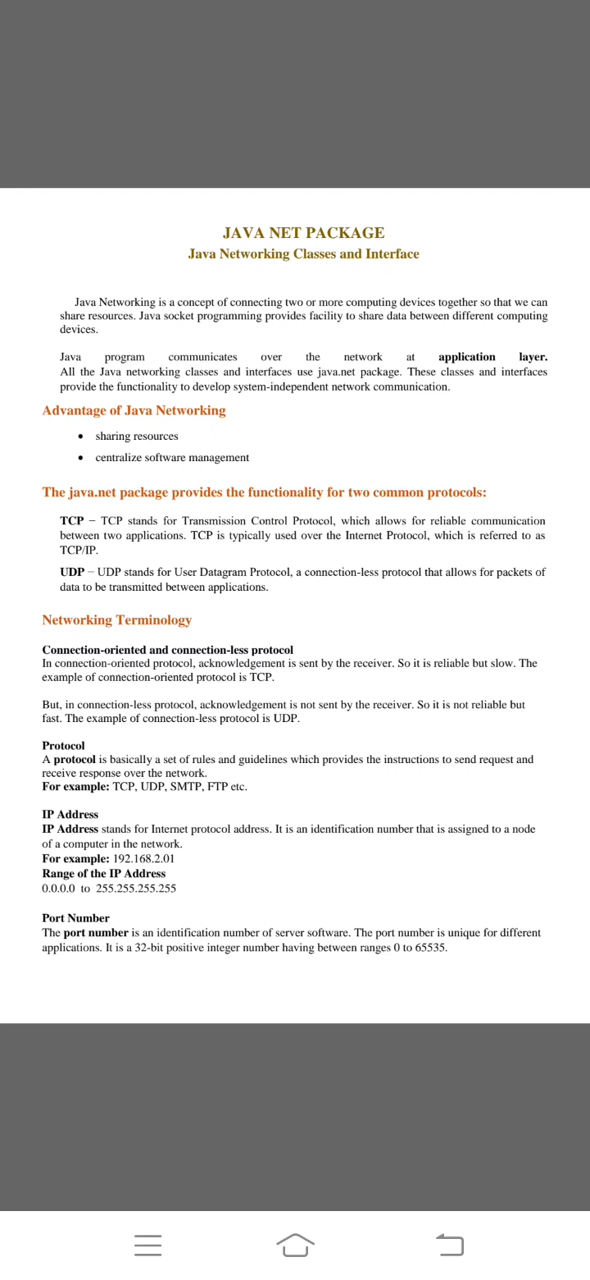 JAVA NET PACKAGE
Java Networking Classes and Interface
Java Networking is a concept of connecting two or more computing devices together so that we can
share resources. Java socket programming provides facility to share data between different computing
devices.
Java program communicates over the network at application layer.
All the Java networking classes and interfaces use java.net package. These classes and interfaces
provide the functionality to develop system-independent network communication.
Advantage of Java Networking
• sharing resources
• centralize software management
The java.net package provides the functionality for two common protocols:
TCP − TCP stands for Transmission Control Protocol, which allows for reliable communication
between two applications. TCP is typically used over the Internet Protocol, which is referred to as
TCP/IP.
UDP − UDP stands for User Datagram Protocol, a connection-less protocol that allows for packets of
data to be transmitted between applications.
Networking Terminology
Connection-oriented and connection-less protocol
In connection-oriented protocol, acknowledgement is sent by the receiver. So it is reliable but slow. The
example of connection-oriented protocol is TCP.
But, in connection-less protocol, acknowledgement is not sent by the receiver. So it is not reliable but
fast. The example of connection-less protocol is UDP.
Protocol
A protocol is basically a set of rules and guidelines which provides the instructions to send request and
receive response over the network.
For example: TCP, UDP, SMTP, FTP etc.
IP Address
IP Address stands for Internet protocol address. It is an identification number that is assigned to a node
of a computer in the network.
For example: 192.168.2.01
Range of the IP Address
0.0.0.0 to 255.255.255.255
Port Number
The port number is an identification number of server software. The port number is unique for different
applications. It is a 32-bit positive integer number having between ranges 0 to 65535.